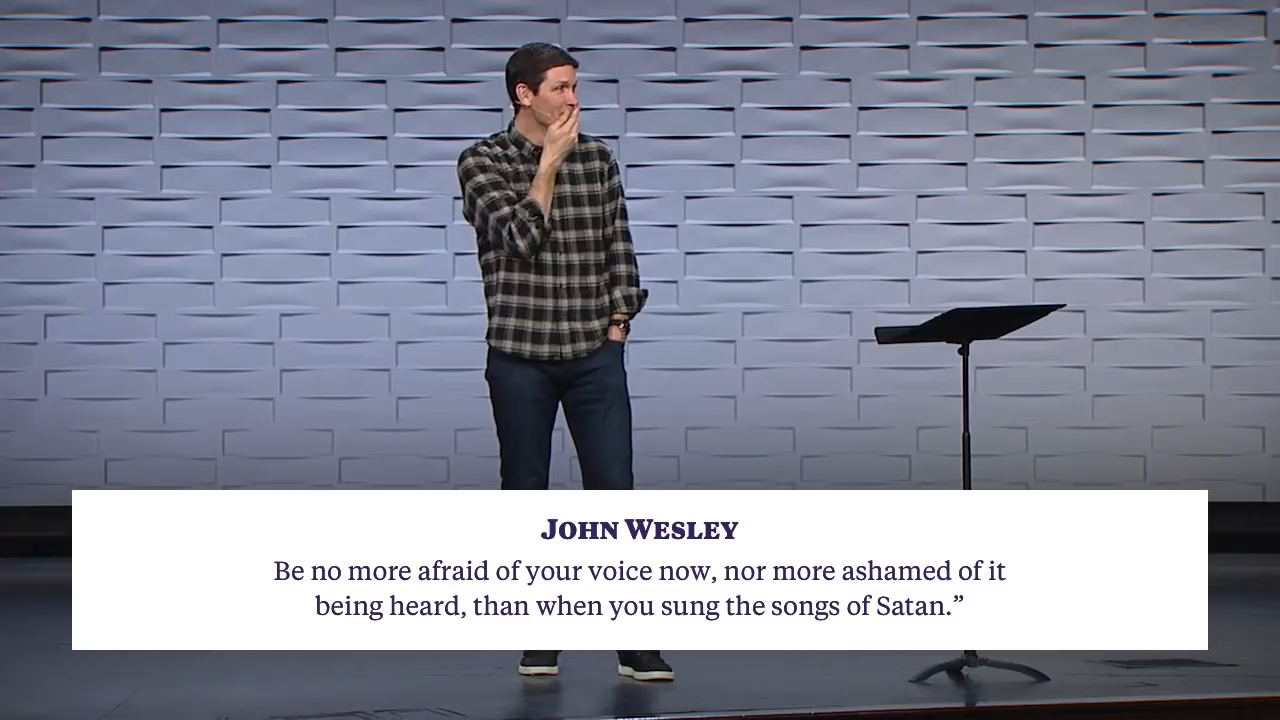 John Wesley
Be no more afraid of your voice now, nor more ashamed of it
being heard, than when you sung the songs of Satan.”